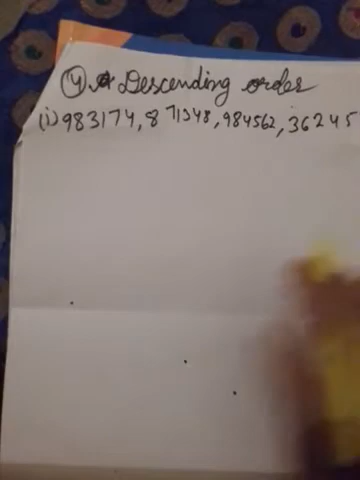 (4) Descending order
(i) 983174, 871348, 984562, 36245